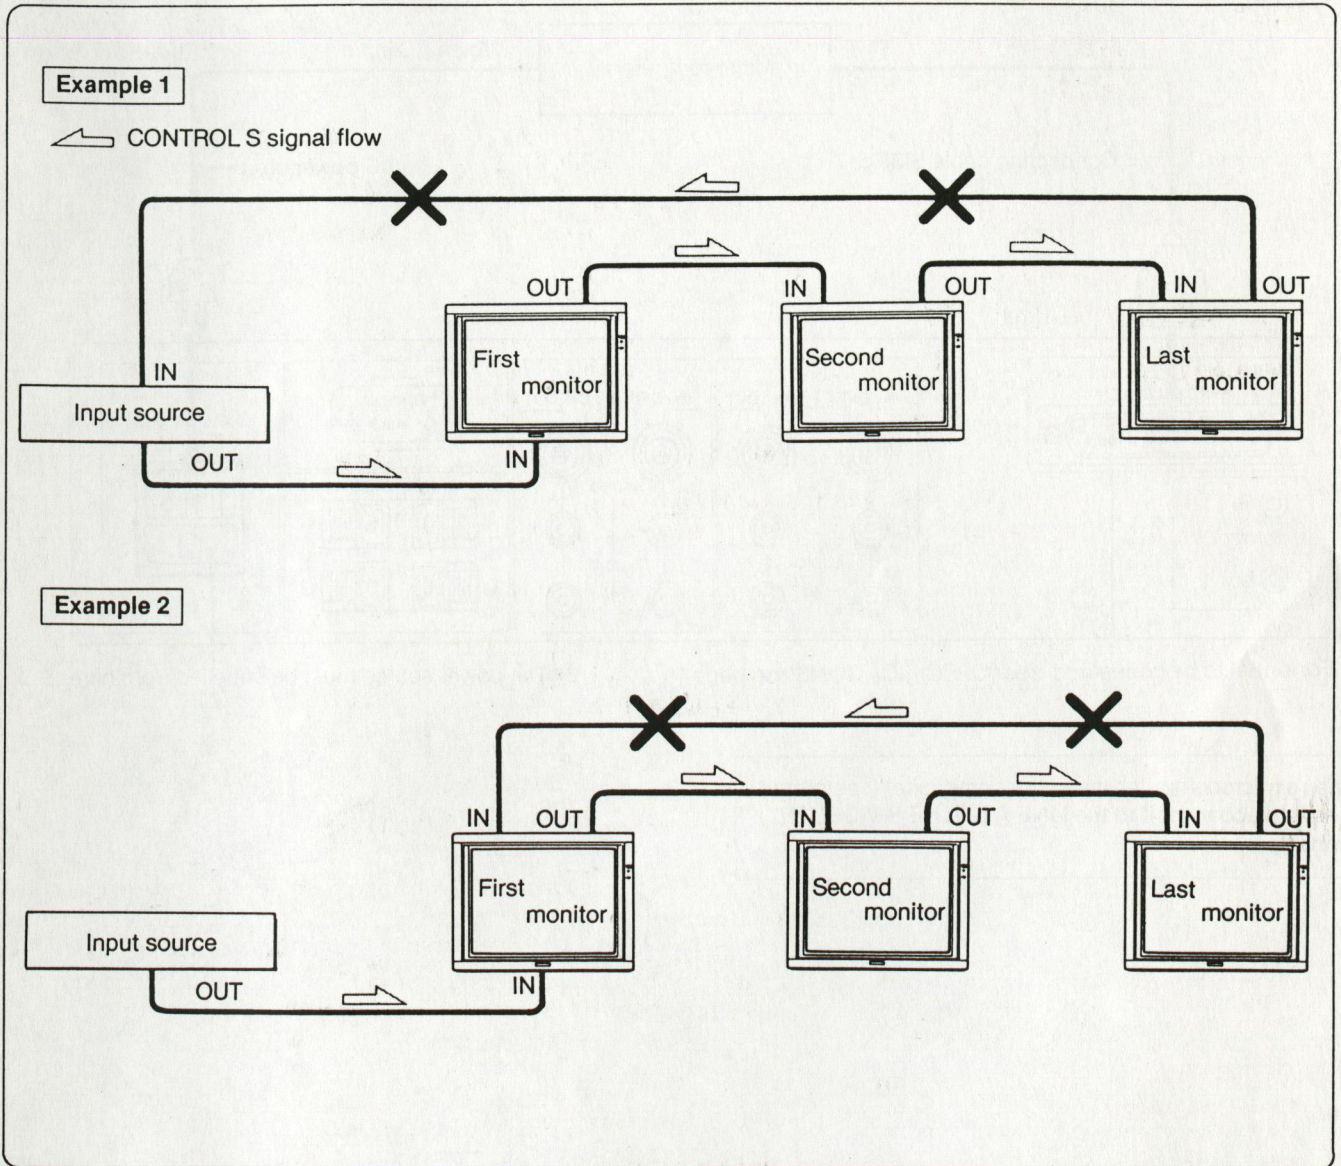 Example 1
CONTROL S signal flow
OUT
IN
OUT
IN
OUT
First
monitor
Second
monitor
Last
monitor
IN
Input source
OUT
IN
Example 2
IN
OUT
IN
OUT
IN
OUT
First
monitor
Second
monitor
Last
monitor
Input source
OUT
IN